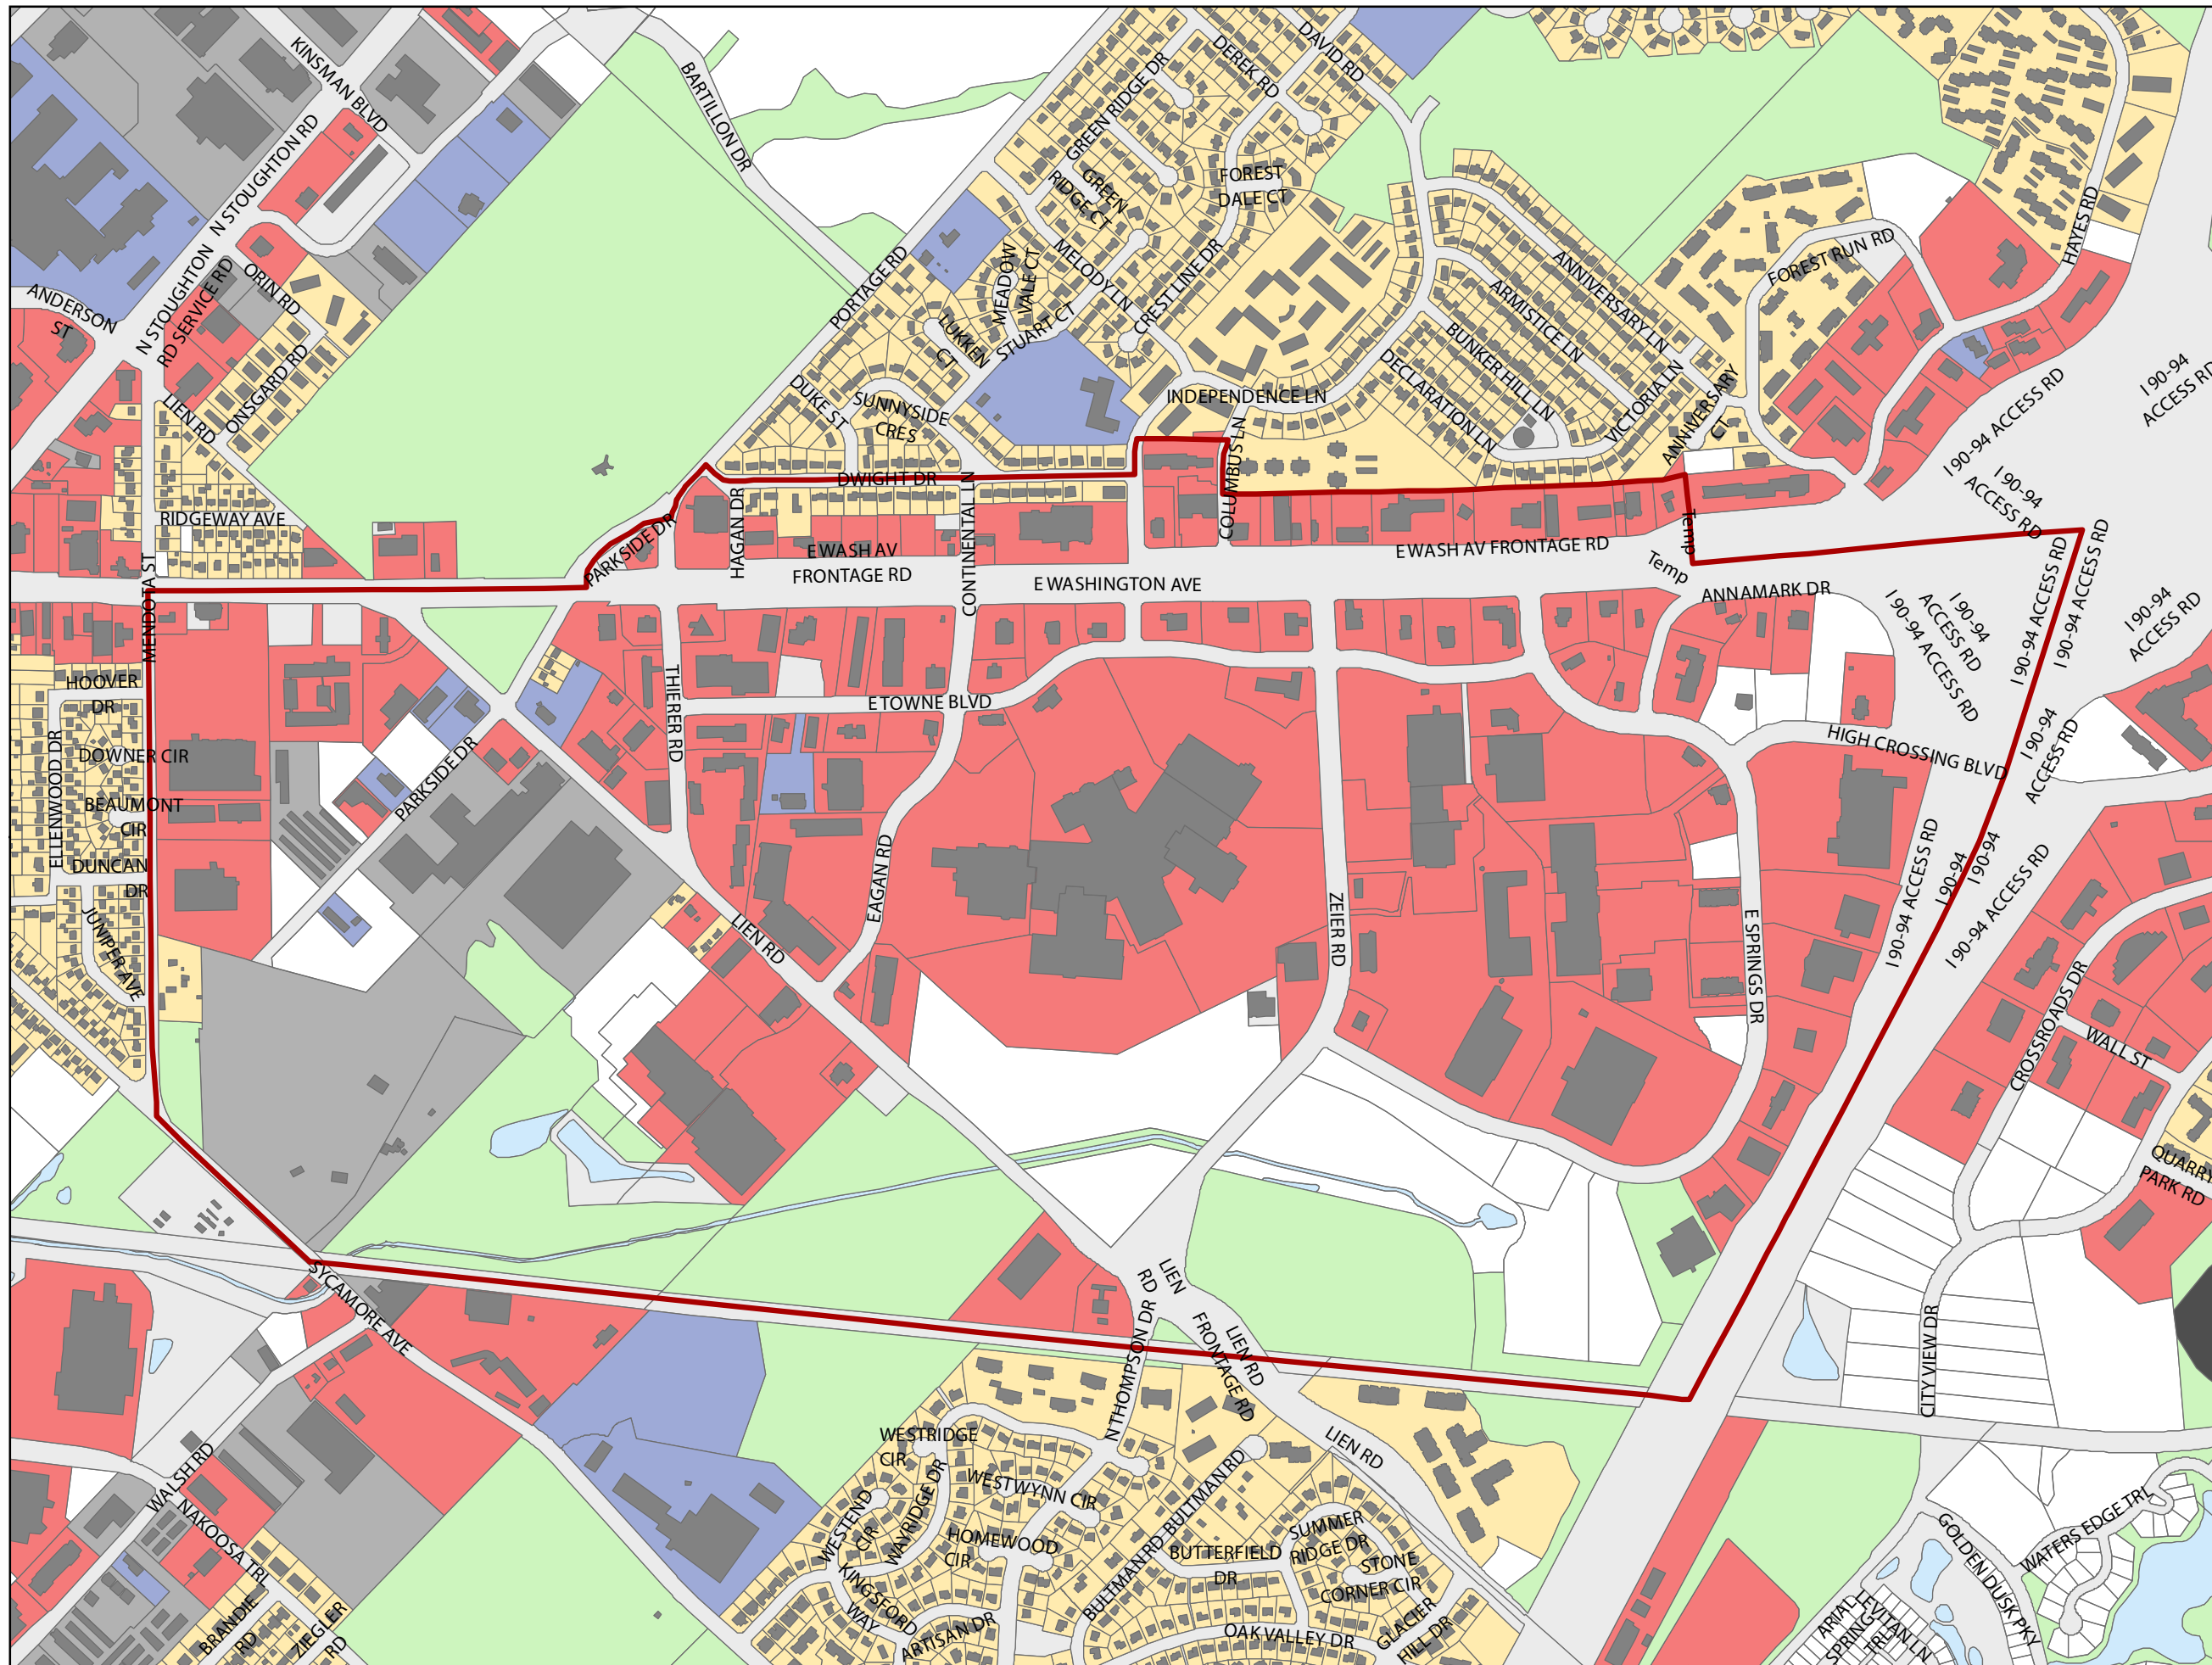 KINSMAN BLVD
BARTILLON DR
GREEN RIDGE DR
DEREK RD
DAVID RD
N STOUGHTON RD
N STOUGHTON
N STOUGHTON
RD SERVICE RD
ORIN RD
ANDERSON
ST
GREEN
RIDGE CT
FOREST
DALE CT
MELODY LN
CREST LINE DR
MEADOW
VALE CT
PORTAGE RD
LUKKEN
CT
STUART CT
DUKE ST
SUNNYSIDE
CRES
INDEPENDENCE LN
ANNIVERSARY LN
ARMISTICE LN
BUNKER HILL LN
DECLARATION LN
VICTORIA LN
ANNIVERSARY
CT
FOREST RUN RD
HAYES RD
I 90-94
ACCESS RD
I 90-94 ACCESS RD
I 90-94
ACCESS RD
LIEN RD
ONSGARD RD
RIDGEWAY AVE
DWIGHT DR
COLUMBUS LN
HAGAN DR
CONTINENTAL LN
PARKSIDE DR
E WASH AV
FRONTAGE RD
E WASH AV FRONTAGE RD
Temp
Temp
E WASHINGTON AVE
ANNAMARK DR
MENDOTA ST
I 90-94 ACCESS RD
I 90-94 ACCESS RD
I 90-94
ACCESS RD
I 90-94 ACCESS RD
I 90-94
ACCESS RD
HOOVER
DR
ELLENWOOD DR
DOWNER CIR
BEAUMONT
CIR
DUNCAN
DR
JUNIPER AVE
THIERER RD
E TOWNE BLVD
PARKSIDE DR
EAGAN RD
LIEN RD
ZEIER RD
E SPRINGS DR
HIGH CROSSING BLVD
I 90-94
ACCESS RD
I 90-94 ACCESS RD
I 90-94
I 90-94
I 90-94 ACCESS RD
CROSSROADS DR
WALL ST
QUARRY
PARK RD
SYCAMORE AVE
LIEN
RD
N THOMPSON DR
LIEN RD
FRONTAGE RD
LIEN RD
CITY VIEW DR
WALSH RD
NAKOOSA TRL
BRANDIE
RD
ZIEGLER
RD
WESTRIDGE
CIR
WESTWYNN CIR
WAYRIDGE DR
WESTEND
CIR
HOMEWOOD
CIR
KINGSFORD
WAY
ARTISAN DR
BULTMAN RD
BULTMAN RD
BUTTERFIELD
DR
SUMMER
RIDGE DR
STONE
CORNER CIR
GLACIER
HILL DR
OAK VALLEY DR
WATERS EDGE TRL
GOLDEN DUSK PKY
LEVITAN LN
ARIAL
SPRING
TRL